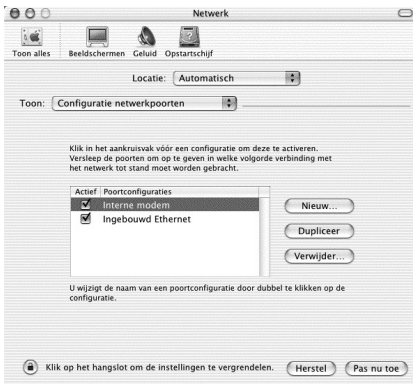 Netwerk
Toon alles Beeldschermen Geluid Opstartschijf
Locatie: Automatisch
Toon: Configuratie netwerkpoorten
Klik in het aankruisvak vóór een configuratie om deze te activeren.
Versleep de poorten om op te geven in welke volgorde verbinding met
het netwerk tot stand moet worden gebracht.
Actief Poortconfiguraties
Interne modem
Ingebouwd Ethernet
Nieuw...
Dupliceer
Verwijder...
U wijzigt de naam van een poortconfiguratie door dubbel te klikken op de
configuratie.
Klik op het hangslot om de instellingen te vergrendelen. Herstel Pas nu toe